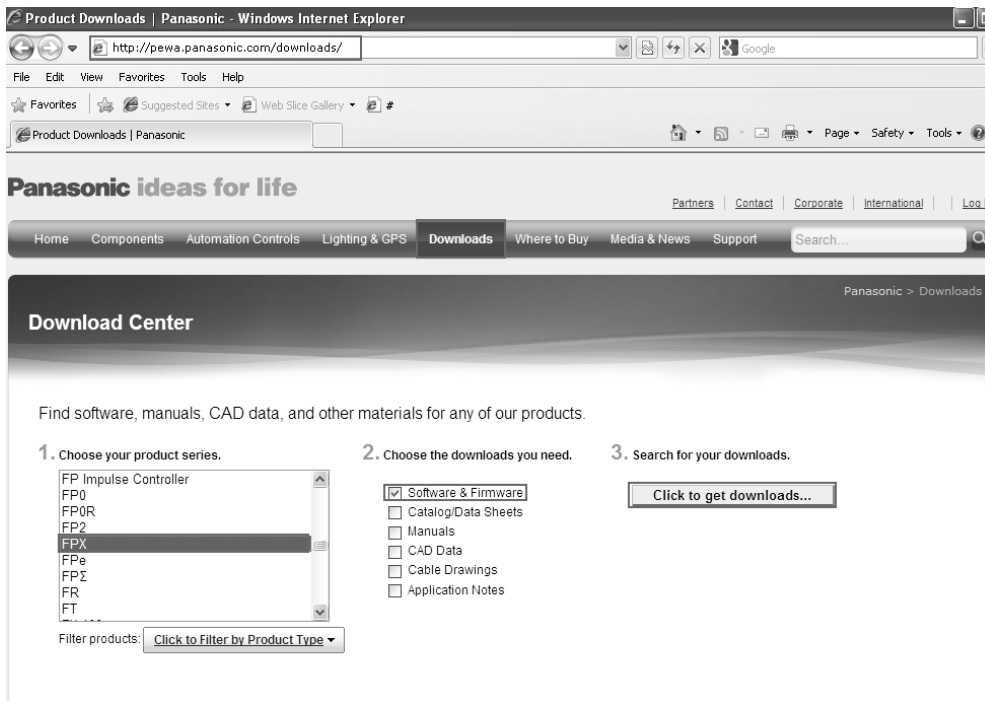 Product Downloads | Panasonic - Windows Internet Explorer
http://pewa.panasonic.com/downloads/
Google
File Edit View Favorites Tools Help
Favorites Suggested Sites Web Slice Gallery #
Product Downloads | Panasonic
Page Safety Tools
Panasonic ideas for life
Partners | Contact | Corporate | International | | Log
Home Components Automation Controls Lighting & GPS Downloads Where to Buy Media & News Support Search...
Panasonic > Downloads
Download Center
Find software, manuals, CAD data, and other materials for any of our products.
1. Choose your product series.
FP Impulse Controller
FP0
FP0R
FP2
FPX
FPe
FPΣ
FR
FT
Filter products: Click to Filter by Product Type
2. Choose the downloads you need.
Software & Firmware
Catalog/Data Sheets
Manuals
CAD Data
Cable Drawings
Application Notes
3. Search for your downloads.
Click to get downloads...